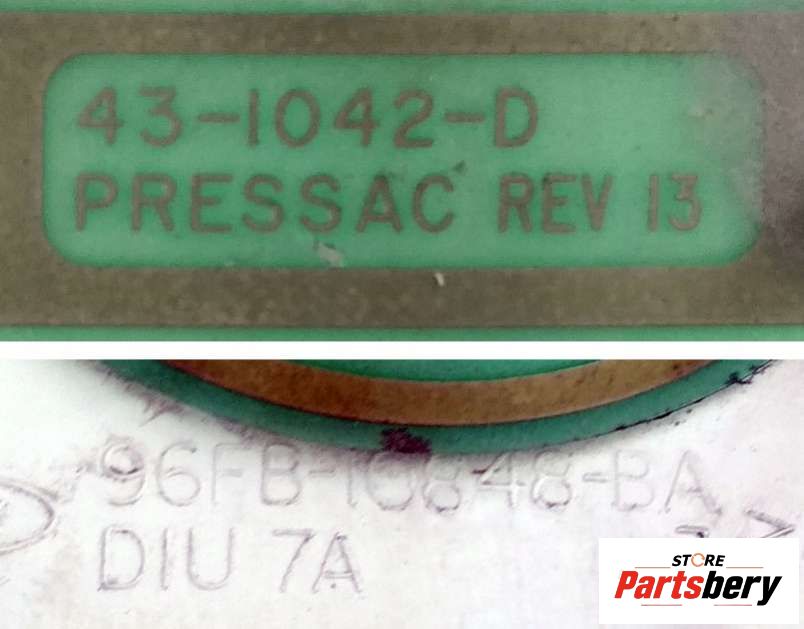 43-1042-D
PRESSAC REV 13
96FB-10848-BA
DIU 7A
STORE
Partsbery